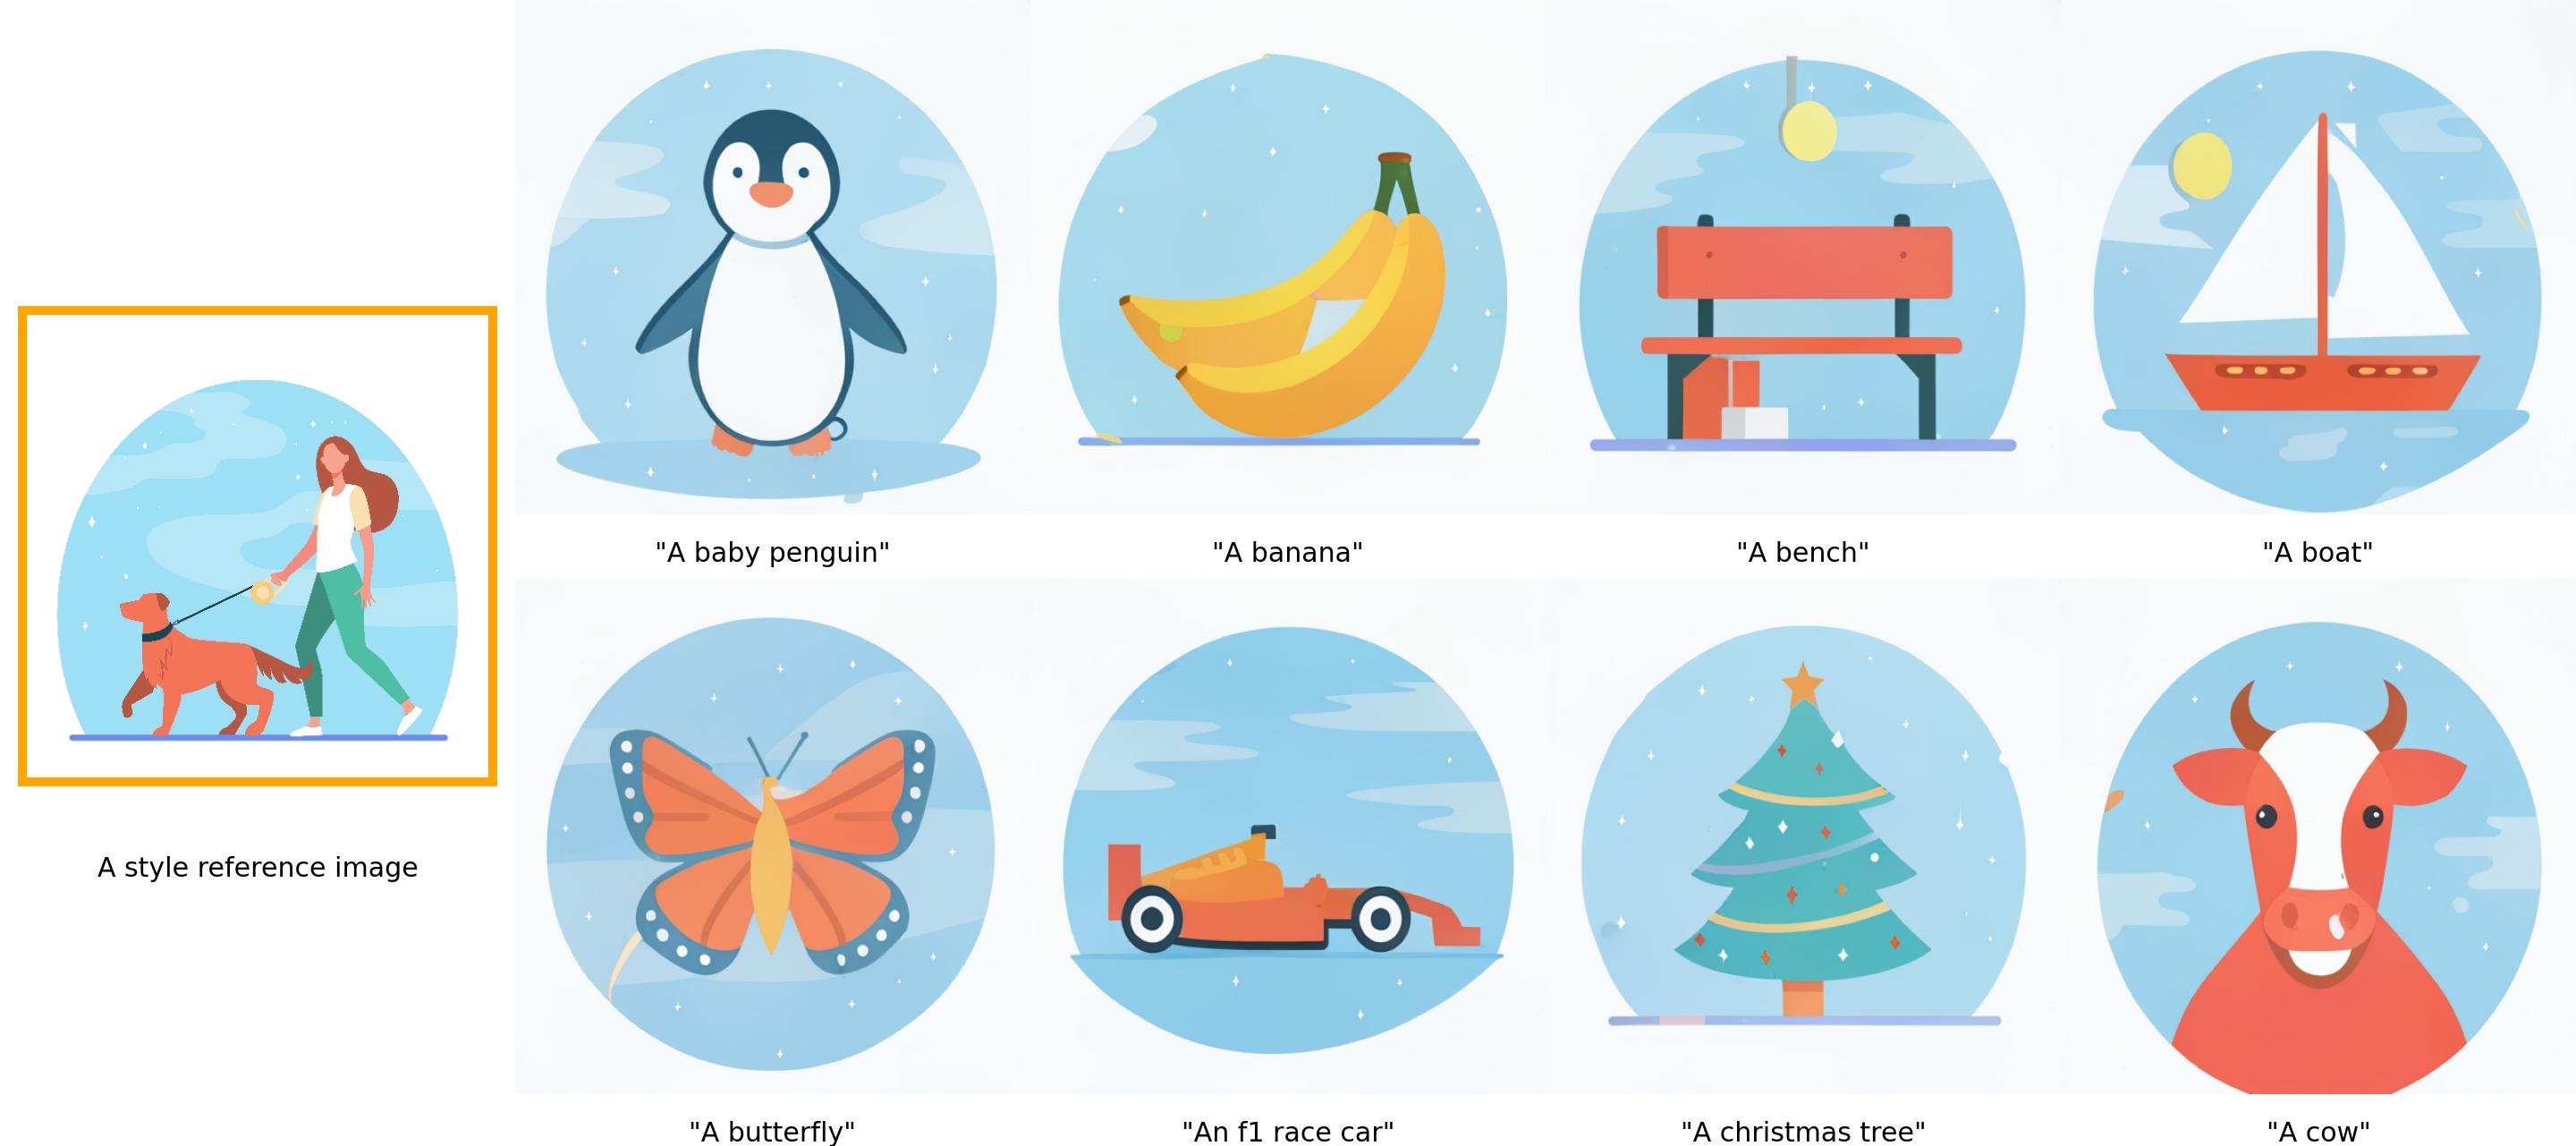 A style reference image
"A baby penguin"
"A banana"
"A bench"
"A boat"
"A butterfly"
"An f1 race car"
"A christmas tree"
"A cow"